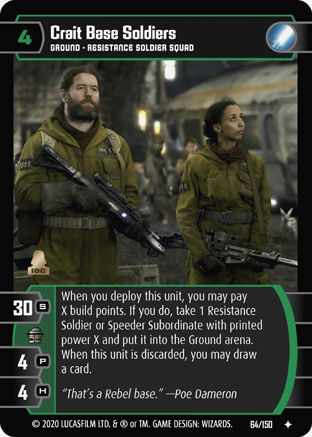 4
Crait Base Soldiers
GROUND - RESISTANCE SOLDIER SQUAD
IDC
30 S
4 P
4 H
When you deploy this unit, you may pay
X build points. If you do, take 1 Resistance
Soldier or Speeder Subordinate with printed
power X and put it into the Ground arena.
When this unit is discarded, you may draw
a card.
“That’s a Rebel base.” —Poe Dameron
© 2020 LUCASFILM LTD. & ® or TM. GAME DESIGN: WIZARDS.
64/150